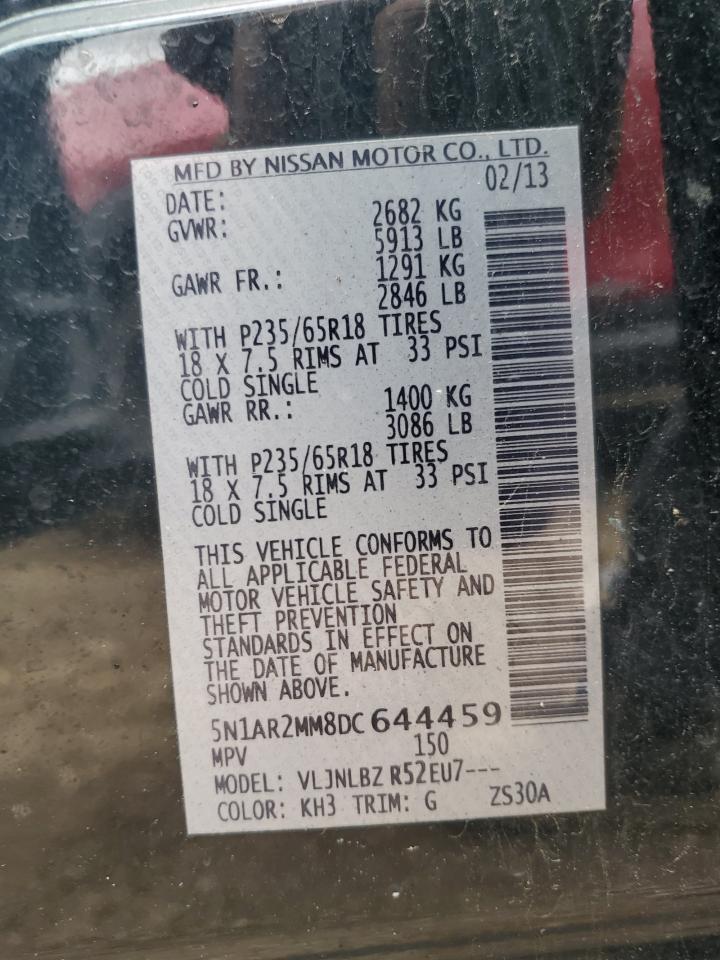 MFD BY NISSAN MOTOR CO., LTD.
DATE: 02/13
GVWR: 2682 KG
5913 LB
GAWR FR.: 1291 KG
2846 LB
WITH P235/65R18 TIRES
18 X 7.5 RIMS AT 33 PSI
COLD SINGLE
GAWR RR.: 1400 KG
3086 LB
WITH P235/65R18 TIRES
18 X 7.5 RIMS AT 33 PSI
COLD SINGLE
THIS VEHICLE CONFORMS TO
ALL APPLICABLE FEDERAL
MOTOR VEHICLE SAFETY AND
THEFT PREVENTION
STANDARDS IN EFFECT ON
THE DATE OF MANUFACTURE
SHOWN ABOVE.
5N1AR2MM8DC644459
MPV 150
MODEL: VLJNLBZ R52EU7---
COLOR: KH3 TRIM: G ZS30A